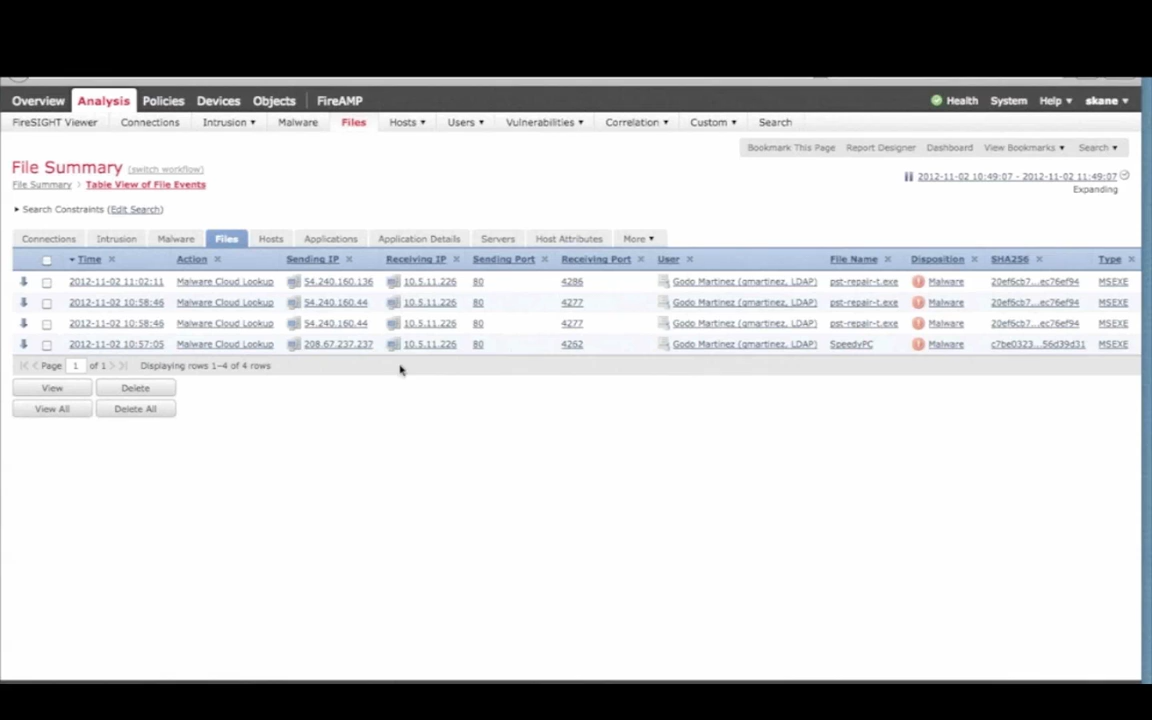 Overview Analysis Policies Devices Objects FireAMP Health System Help skane
FireSIGHT Viewer Connections Intrusion Malware Files Hosts Users Vulnerabilities Correlation Custom Search
Bookmark This Page Report Designer Dashboard View Bookmarks Search
File Summary (switch workflow)
2012-11-02 10:49:07 - 2012-11-02 11:49:07
File Summary > Table View of File Events
Expanding
Search Constraints (Edit Search)
Connections Intrusion Malware Files Hosts Applications Application Details Servers Host Attributes More
Time × Action × Sending IP × Receiving IP × Sending Port × Receiving Port × User × File Name × Disposition × SHA256 × Type ×
2012-11-02 11:02:11 Malware Cloud Lookup 54.240.160.136 10.5.11.226 80 4286 Godo Martinez (gmartinez, LDAP) pst-repair-t.exe Malware 20ef6cb7...ec76ef94 MSEXE
2012-11-02 10:58:46 Malware Cloud Lookup 54.240.160.44 10.5.11.226 80 4277 Godo Martinez (gmartinez, LDAP) pst-repair-t.exe Malware 20ef6cb7...ec76ef94 MSEXE
2012-11-02 10:58:46 Malware Cloud Lookup 54.240.160.44 10.5.11.226 80 4277 Godo Martinez (gmartinez, LDAP) pst-repair-t.exe Malware 20ef6cb7...ec76ef94 MSEXE
2012-11-02 10:57:05 Malware Cloud Lookup 208.67.237.237 10.5.11.226 80 4262 Godo Martinez (gmartinez, LDAP) SpeedyPC Malware c7be0323...56d39d31 MSEXE
|< < Page 1 of 1 > >| Displaying rows 1–4 of 4 rows
View Delete
View All Delete All